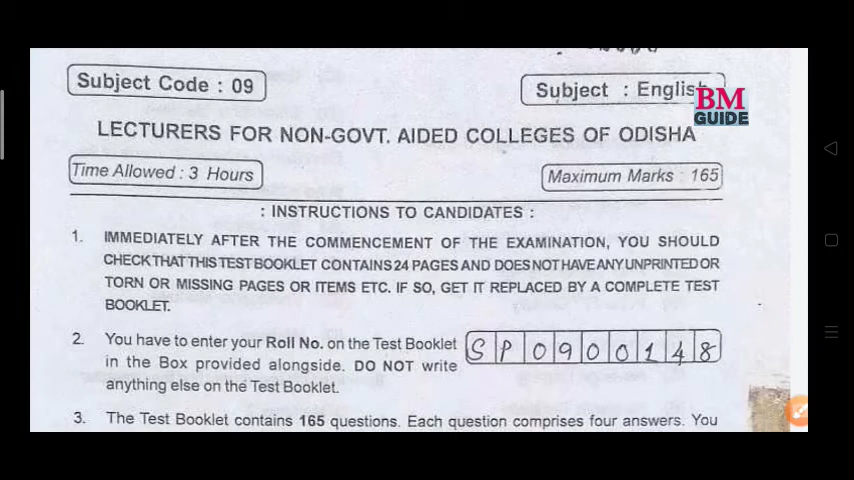 Subject Code : 09
Subject : English
BM
GUIDE
LECTURERS FOR NON-GOVT. AIDED COLLEGES OF ODISHA
Time Allowed : 3 Hours
Maximum Marks : 165
: INSTRUCTIONS TO CANDIDATES :
1. IMMEDIATELY AFTER THE COMMENCEMENT OF THE EXAMINATION, YOU SHOULD
CHECK THAT THIS TEST BOOKLET CONTAINS 24 PAGES AND DOES NOT HAVE ANY UNPRINTED OR
TORN OR MISSING PAGES OR ITEMS ETC. IF SO, GET IT REPLACED BY A COMPLETE TEST
BOOKLET.
2. You have to enter your Roll No. on the Test Booklet
in the Box provided alongside. DO NOT write
anything else on the Test Booklet.
SP0900148
3. The Test Booklet contains 165 questions. Each question comprises four answers. You